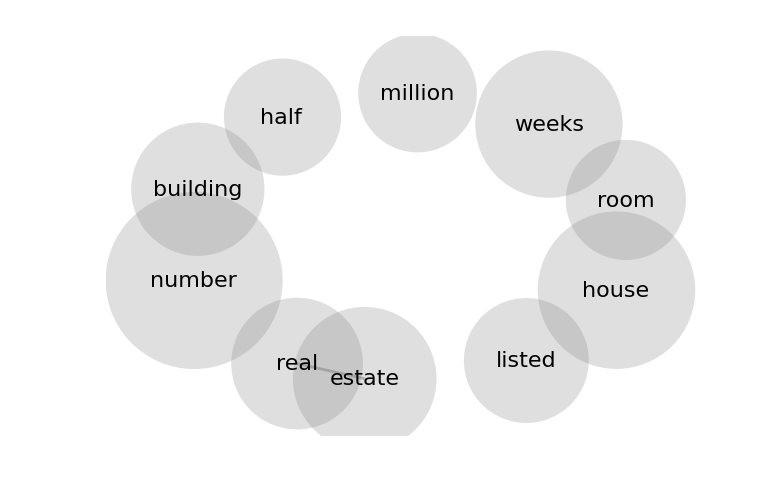 million
half
weeks
building
room
number
house
real
listed
estate